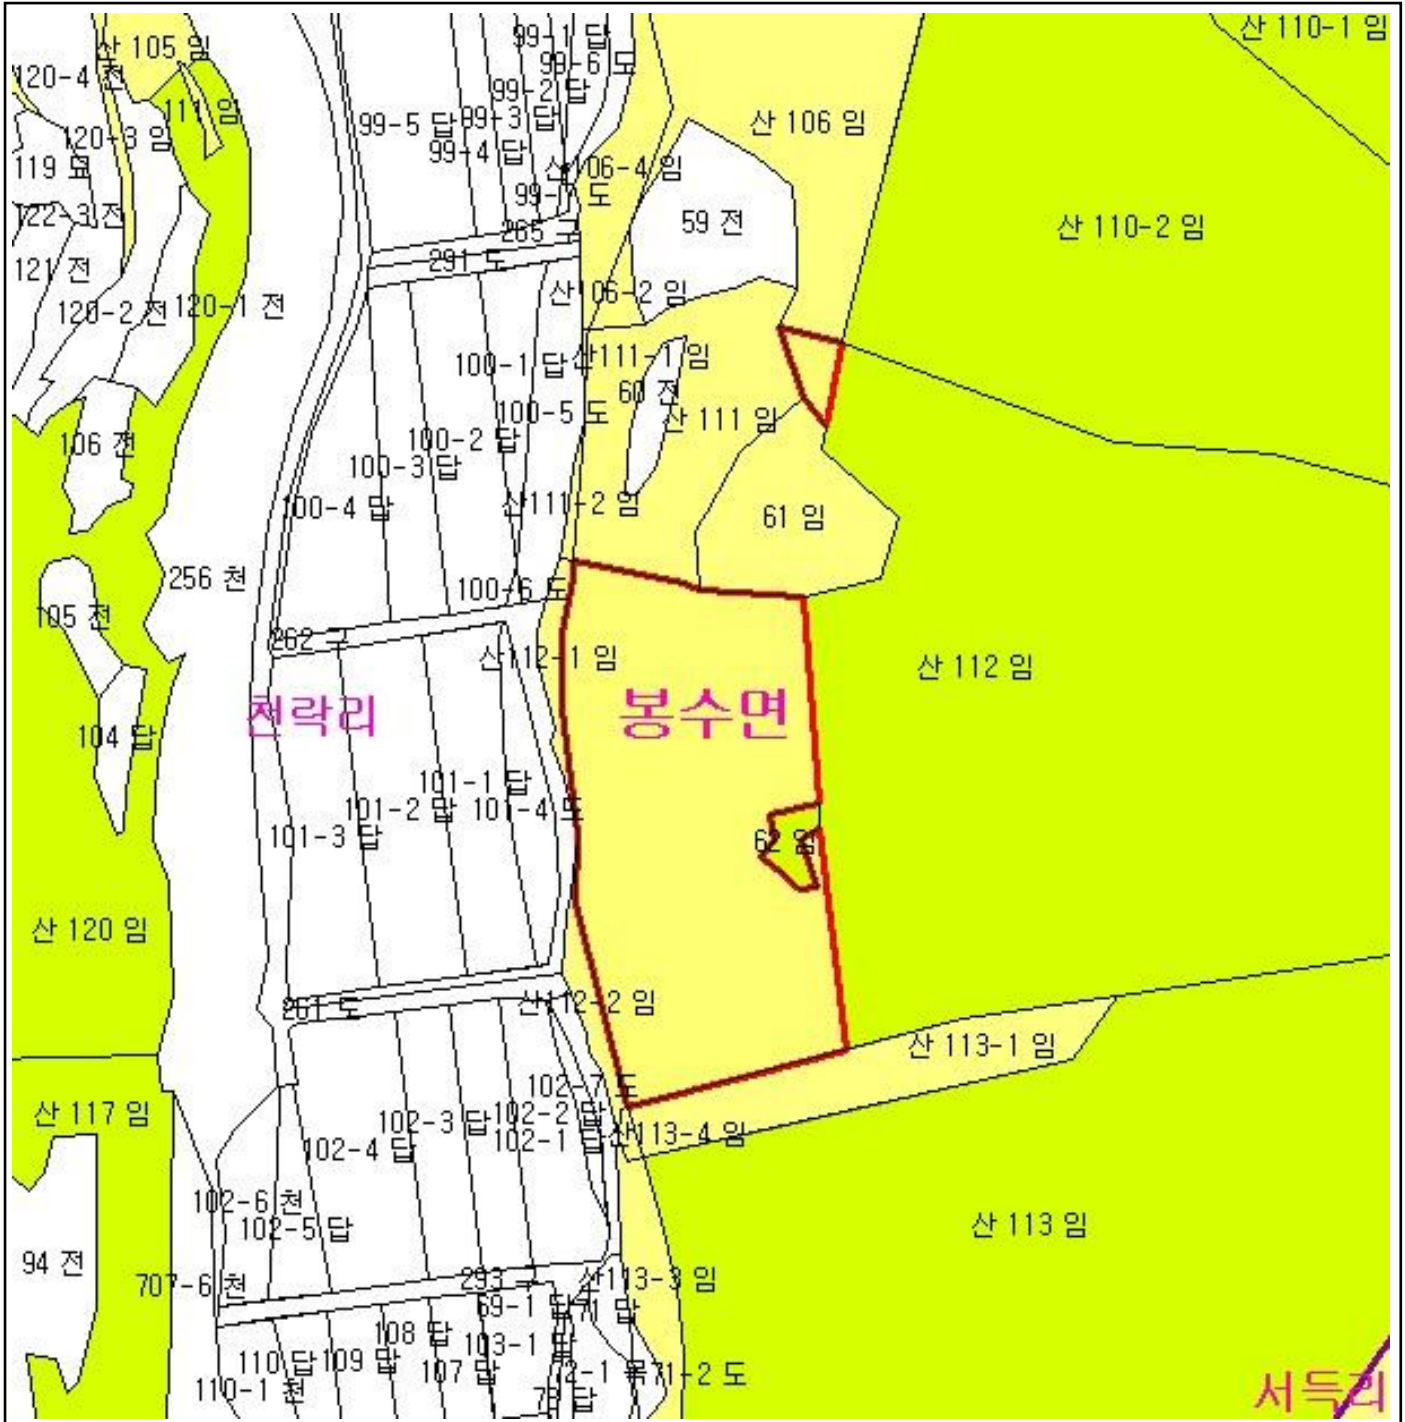 99-1 답
산 110-1 임
산 105 임
99-6 도
120-4 전
99-2 답
111 임
99-5 답
99-3 답
산 106 임
120-3 임
99-4 답
119 묘
산106-4 임
99-7 도
122-3 전
59 전
산 110-2 임
265 구
291 도
121 전
산106-2 임
120-2 전
120-1 전
100-1 답
산111-1 임
60 전
100-5 도
산 111 임
106 전
100-2 답
100-3 답
100-4 답
산111-2 임
61 임
256 천
100-6 도
105 전
262 구
산112-1 임
산 112 임
천락리
봉수면
104 답
101-1 답
101-2 답
101-4 도
101-3 답
62 임
산 120 임
261 도
산112-2 임
산 113-1 임
102-7 도
산 117 임
102-3 답
102-2 답
102-4 답
102-1 답
산113-4 임
102-6 천
102-5 답
산 113 임
94 전
707-6 천
293 구
산113-3 임
69-1 답
71 답
108 답
103-1 답
110 답
109 답
107 답
71-2 도
110-1 천
서득리